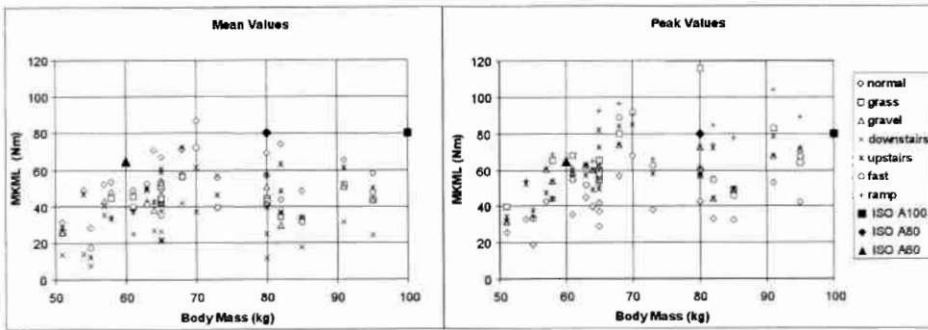 Mean Values
MKML (Nm)
120
100
80
60
40
20
0
50 60 70 80 90 100
Body Mass (kg)
Peak Values
MKML (Nm)
120
100
80
60
40
20
0
50 60 70 80 90 100
Body Mass (kg)
normal
grass
gravel
downstairs
upstairs
fast
ramp
ISO A100
ISO A80
ISO A60